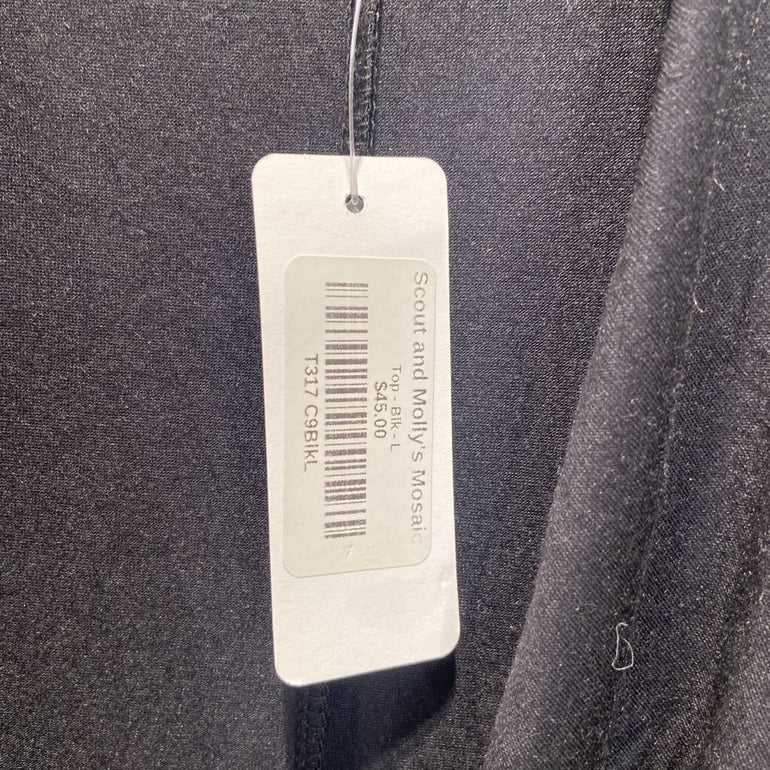 Scout and Molly's Mosaic
Top - Blk - L
$45.00
T317 C9BlkL